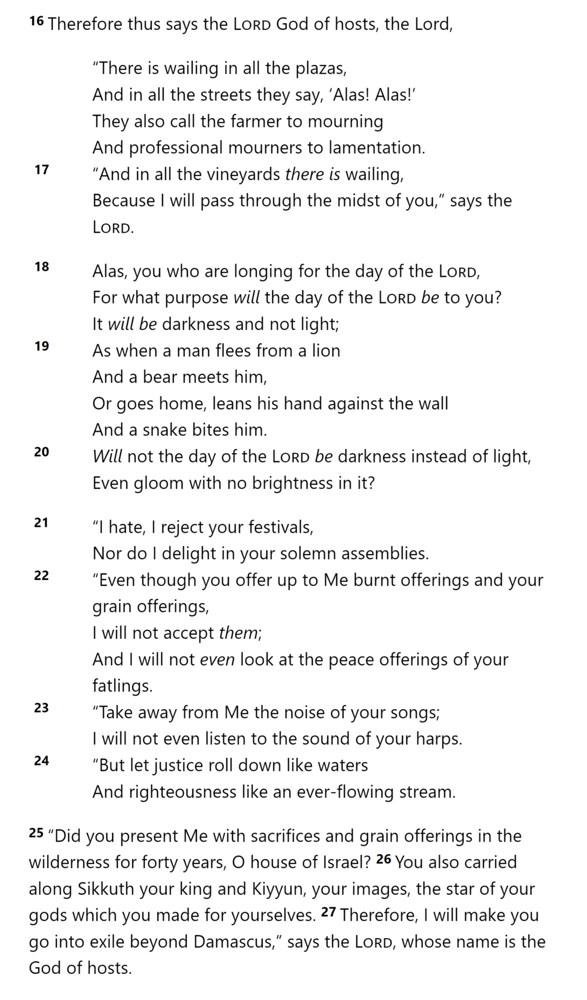 16 Therefore thus says the LORD God of hosts, the Lord,
“There is wailing in all the plazas,
And in all the streets they say, ‘Alas! Alas!’
They also call the farmer to mourning
And professional mourners to lamentation.
17 “And in all the vineyards there is wailing,
Because I will pass through the midst of you,” says the
LORD.
18 Alas, you who are longing for the day of the LORD,
For what purpose will the day of the LORD be to you?
It will be darkness and not light;
19 As when a man flees from a lion
And a bear meets him,
Or goes home, leans his hand against the wall
And a snake bites him.
20 Will not the day of the LORD be darkness instead of light,
Even gloom with no brightness in it?
21 “I hate, I reject your festivals,
Nor do I delight in your solemn assemblies.
22 “Even though you offer up to Me burnt offerings and your
grain offerings,
I will not accept them;
And I will not even look at the peace offerings of your
fatlings.
23 “Take away from Me the noise of your songs;
I will not even listen to the sound of your harps.
24 “But let justice roll down like waters
And righteousness like an ever-flowing stream.
25 “Did you present Me with sacrifices and grain offerings in the
wilderness for forty years, O house of Israel? 26 You also carried
along Sikkuth your king and Kiyyun, your images, the star of your
gods which you made for yourselves. 27 Therefore, I will make you
go into exile beyond Damascus,” says the LORD, whose name is the
God of hosts.